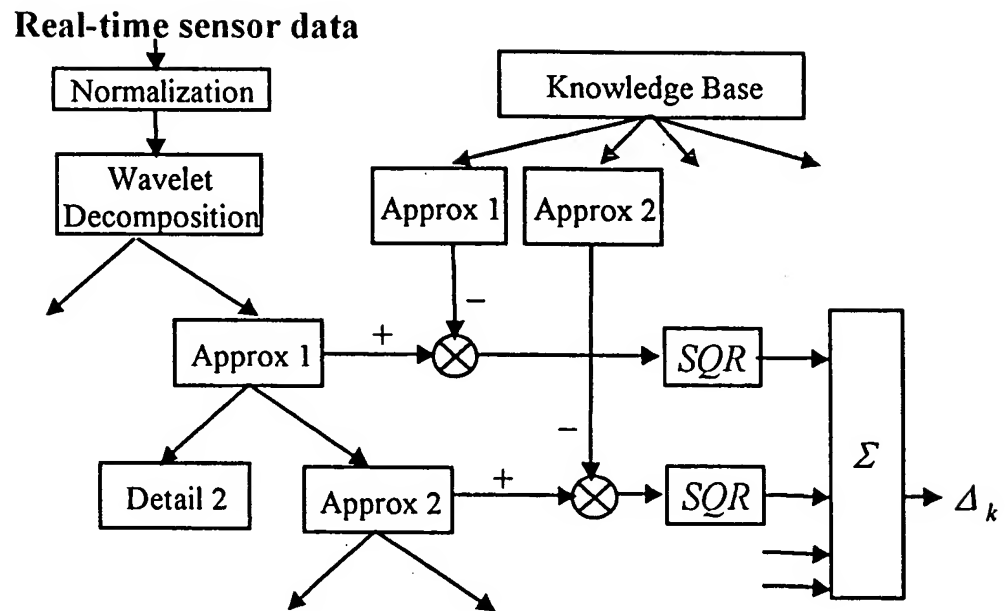 Real-time sensor data
Normalization
Knowledge Base
Wavelet
Decomposition
Approx 1
Approx 2
−
Approx 1
+
SQR
−
Σ
Detail 2
Approx 2
+
SQR
Δk